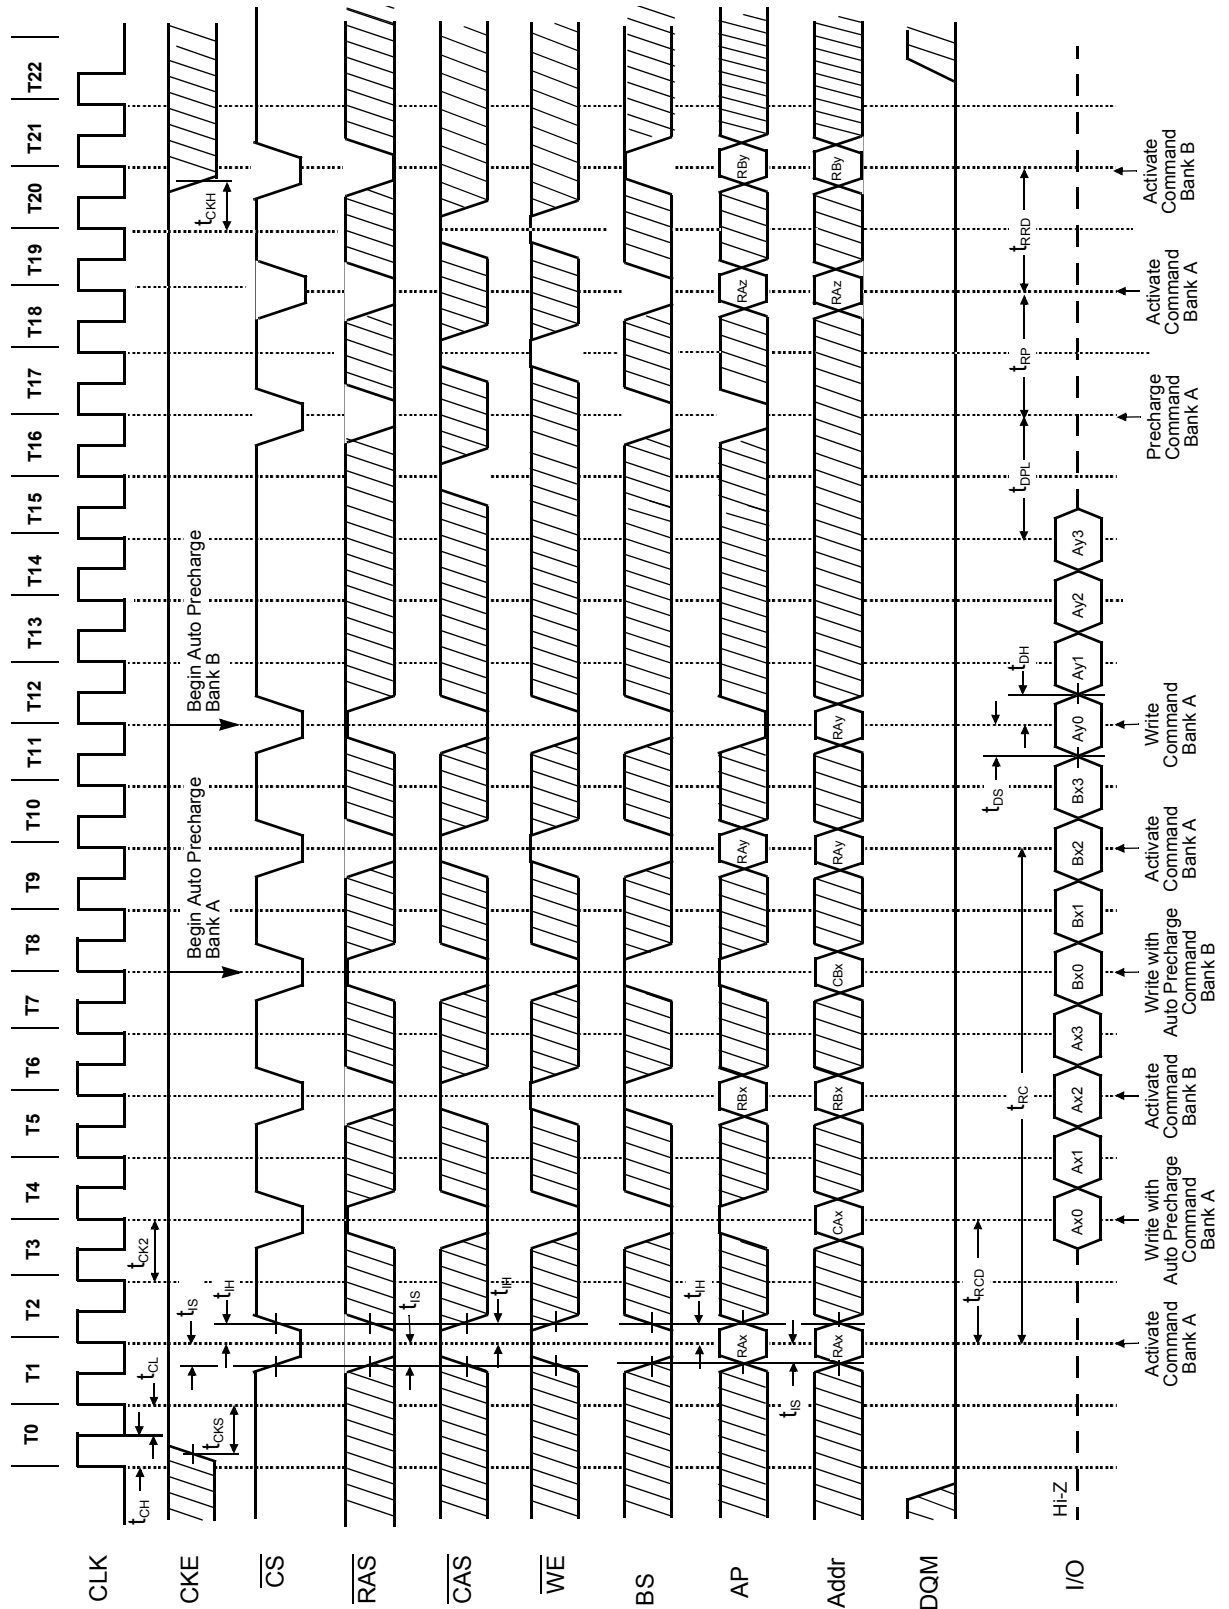 T0 T1 T2 T3 T4 T5 T6 T7 T8 T9 T10 T11 T12 T13 T14 T15 T16 T17 T18 T19 T20 T21 T22
CLK
tCH
tCL
tCK2
CKE
tCKS
tIS
tIH
Begin Auto Precharge
Bank A
Begin Auto Precharge
Bank B
tCKH
CS
RAS
tIS
CAS
tIH
WE
BS
AP
tIH
RAx RBx RAy RAz RBy
tIS
Addr
RAx CAx RBx CBx RAy RAy RAz RBy
DQM
tRCD
tRC
tDS
tDH
tDPL
tRP
tRRD
I/O
Hi-Z
Ax0 Ax1 Ax2 Ax3 Bx0 Bx1 Bx2 Bx3 Ay0 Ay1 Ay2 Ay3
Activate
Command
Bank A
Write with
Auto Precharge
Command
Bank A
Activate
Command
Bank B
Write with
Auto Precharge
Command
Bank B
Activate
Command
Bank A
Write
Command
Bank A
Precharge
Command
Bank A
Activate
Command
Bank A
Activate
Command
Bank B